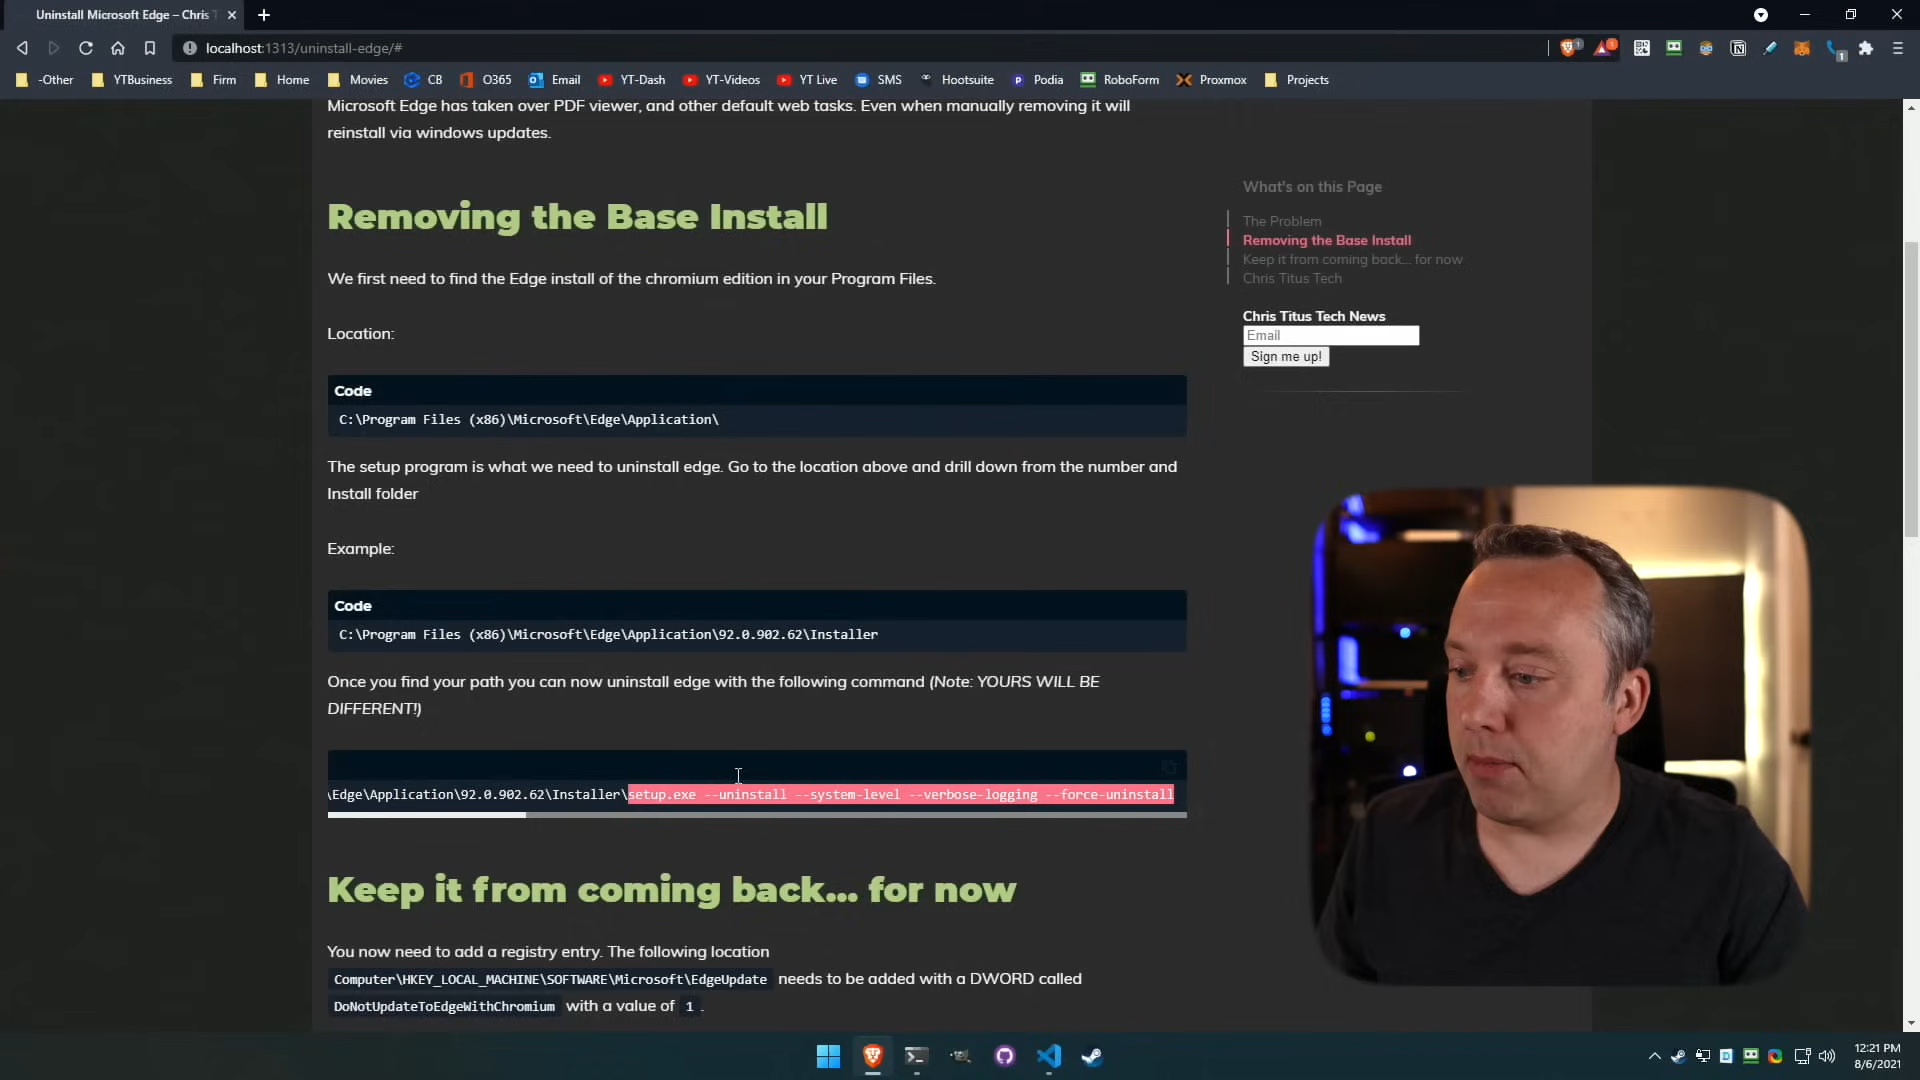 Uninstall Microsoft Edge – Chris T
localhost:1313/uninstall-edge/#
-Other
YTBusiness
Firm
Home
Movies
CB
O365
Email
YT-Dash
YT-Videos
YT Live
SMS
Hootsuite
Podia
RoboForm
Proxmox
Projects
Microsoft Edge has taken over PDF viewer, and other default web tasks. Even when manually removing it will
reinstall via windows updates.
Removing the Base Install
We first need to find the Edge install of the chromium edition in your Program Files.
Location:
Code
C:\Program Files (x86)\Microsoft\Edge\Application\
The setup program is what we need to uninstall edge. Go to the location above and drill down from the number and
Install folder
Example:
Code
C:\Program Files (x86)\Microsoft\Edge\Application\92.0.902.62\Installer
Once you find your path you can now uninstall edge with the following command (Note: YOURS WILL BE
DIFFERENT!)
\Edge\Application\92.0.902.62\Installer\setup.exe --uninstall --system-level --verbose-logging --force-uninstall
Keep it from coming back... for now
You now need to add a registry entry. The following location
Computer\HKEY_LOCAL_MACHINE\SOFTWARE\Microsoft\EdgeUpdate needs to be added with a DWORD called
DoNotUpdateToEdgeWithChromium with a value of 1 .
What's on this Page
The Problem
Removing the Base Install
Keep it from coming back... for now
Chris Titus Tech
Chris Titus Tech News
Email
Sign me up!
12:21 PM
8/6/2021